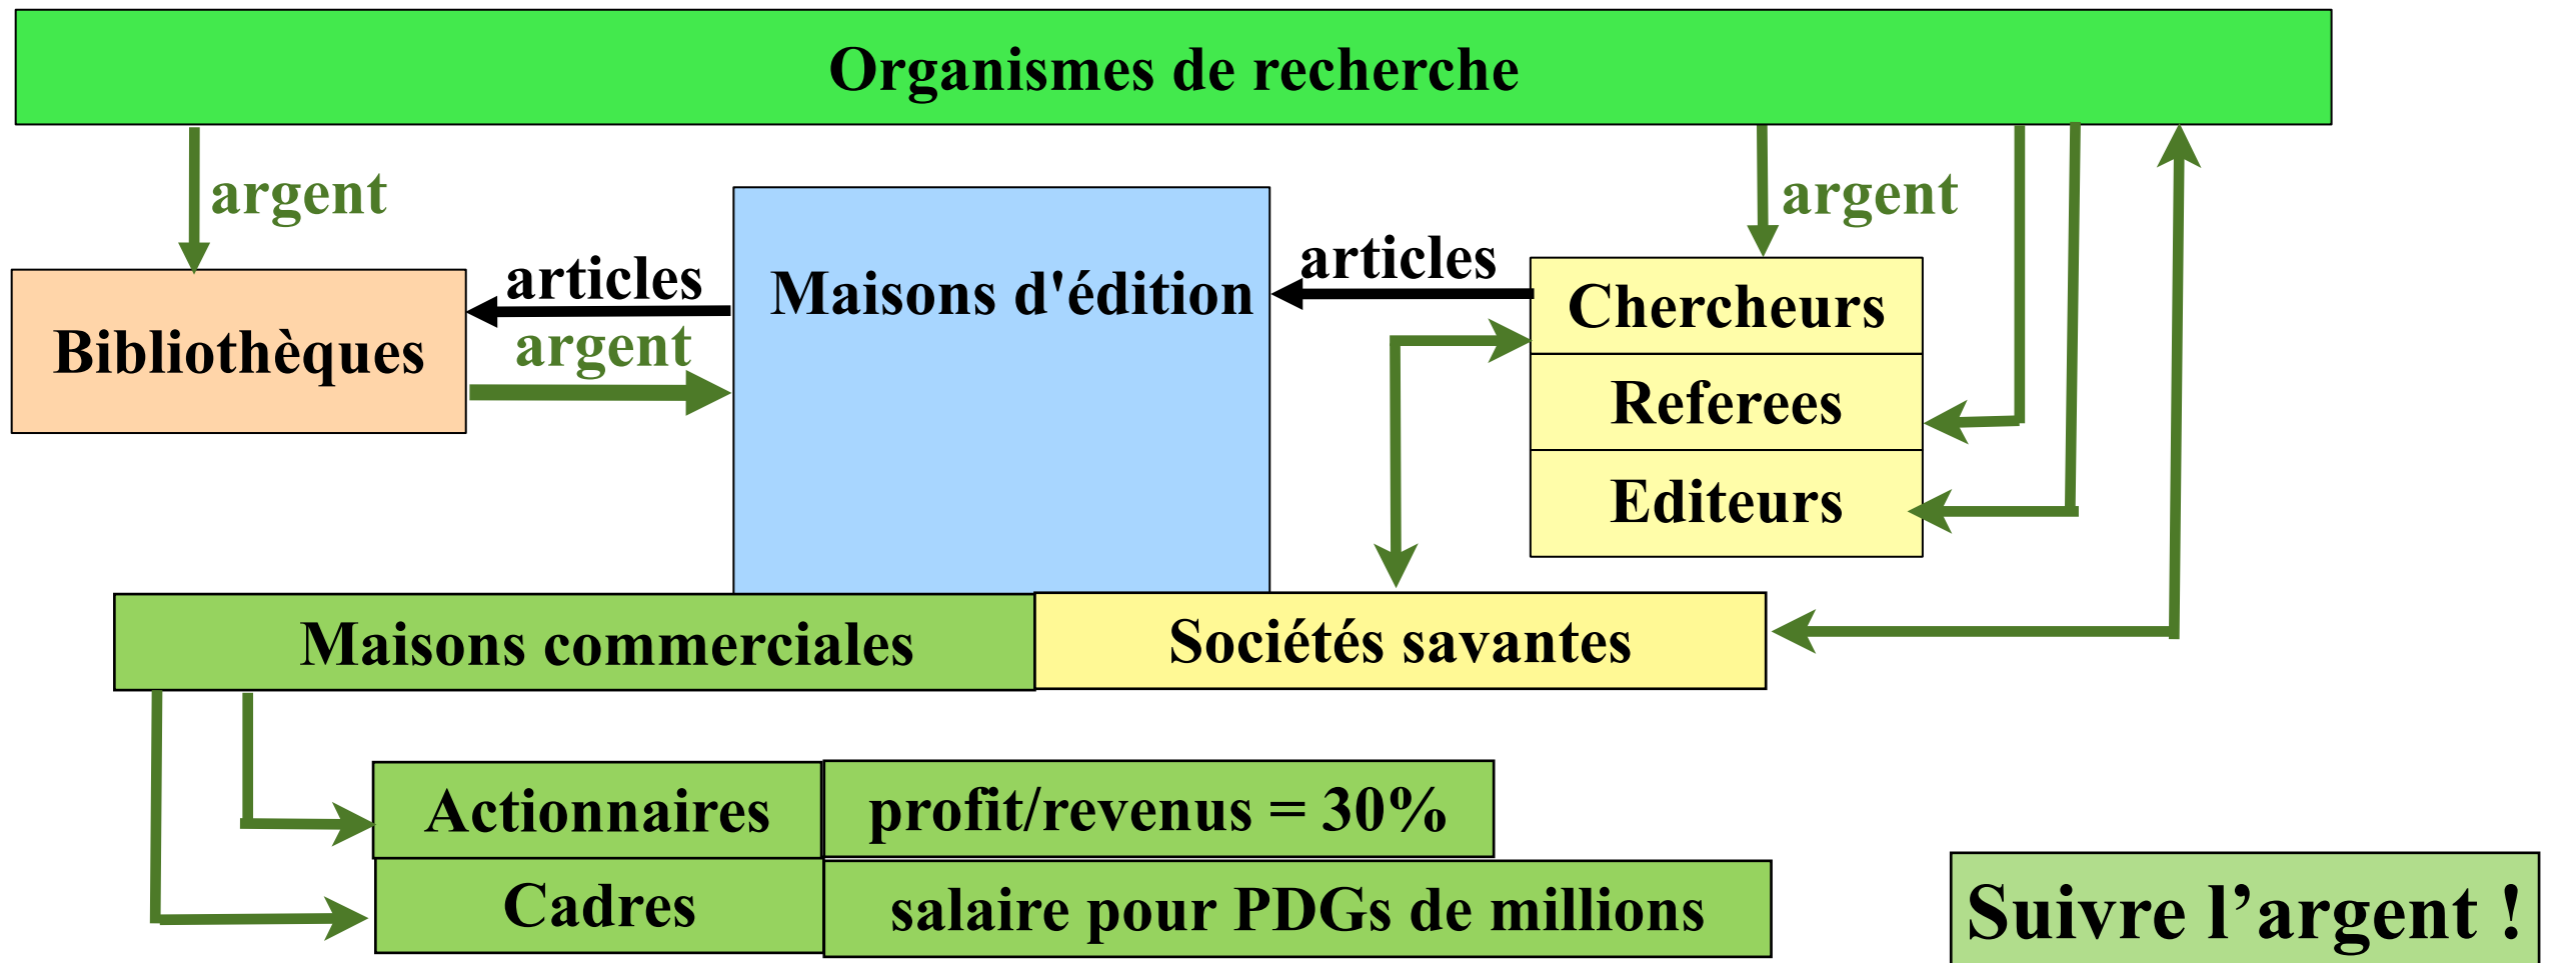 Organismes de recherche
argent
argent
articles
articles
Maisons d'édition
Chercheurs
Bibliothèques
argent
Referees
Editeurs
Maisons commerciales
Sociétés savantes
Actionnaires
profit/revenus = 30%
Cadres
salaire pour PDGs de millions
Suivre l’argent !